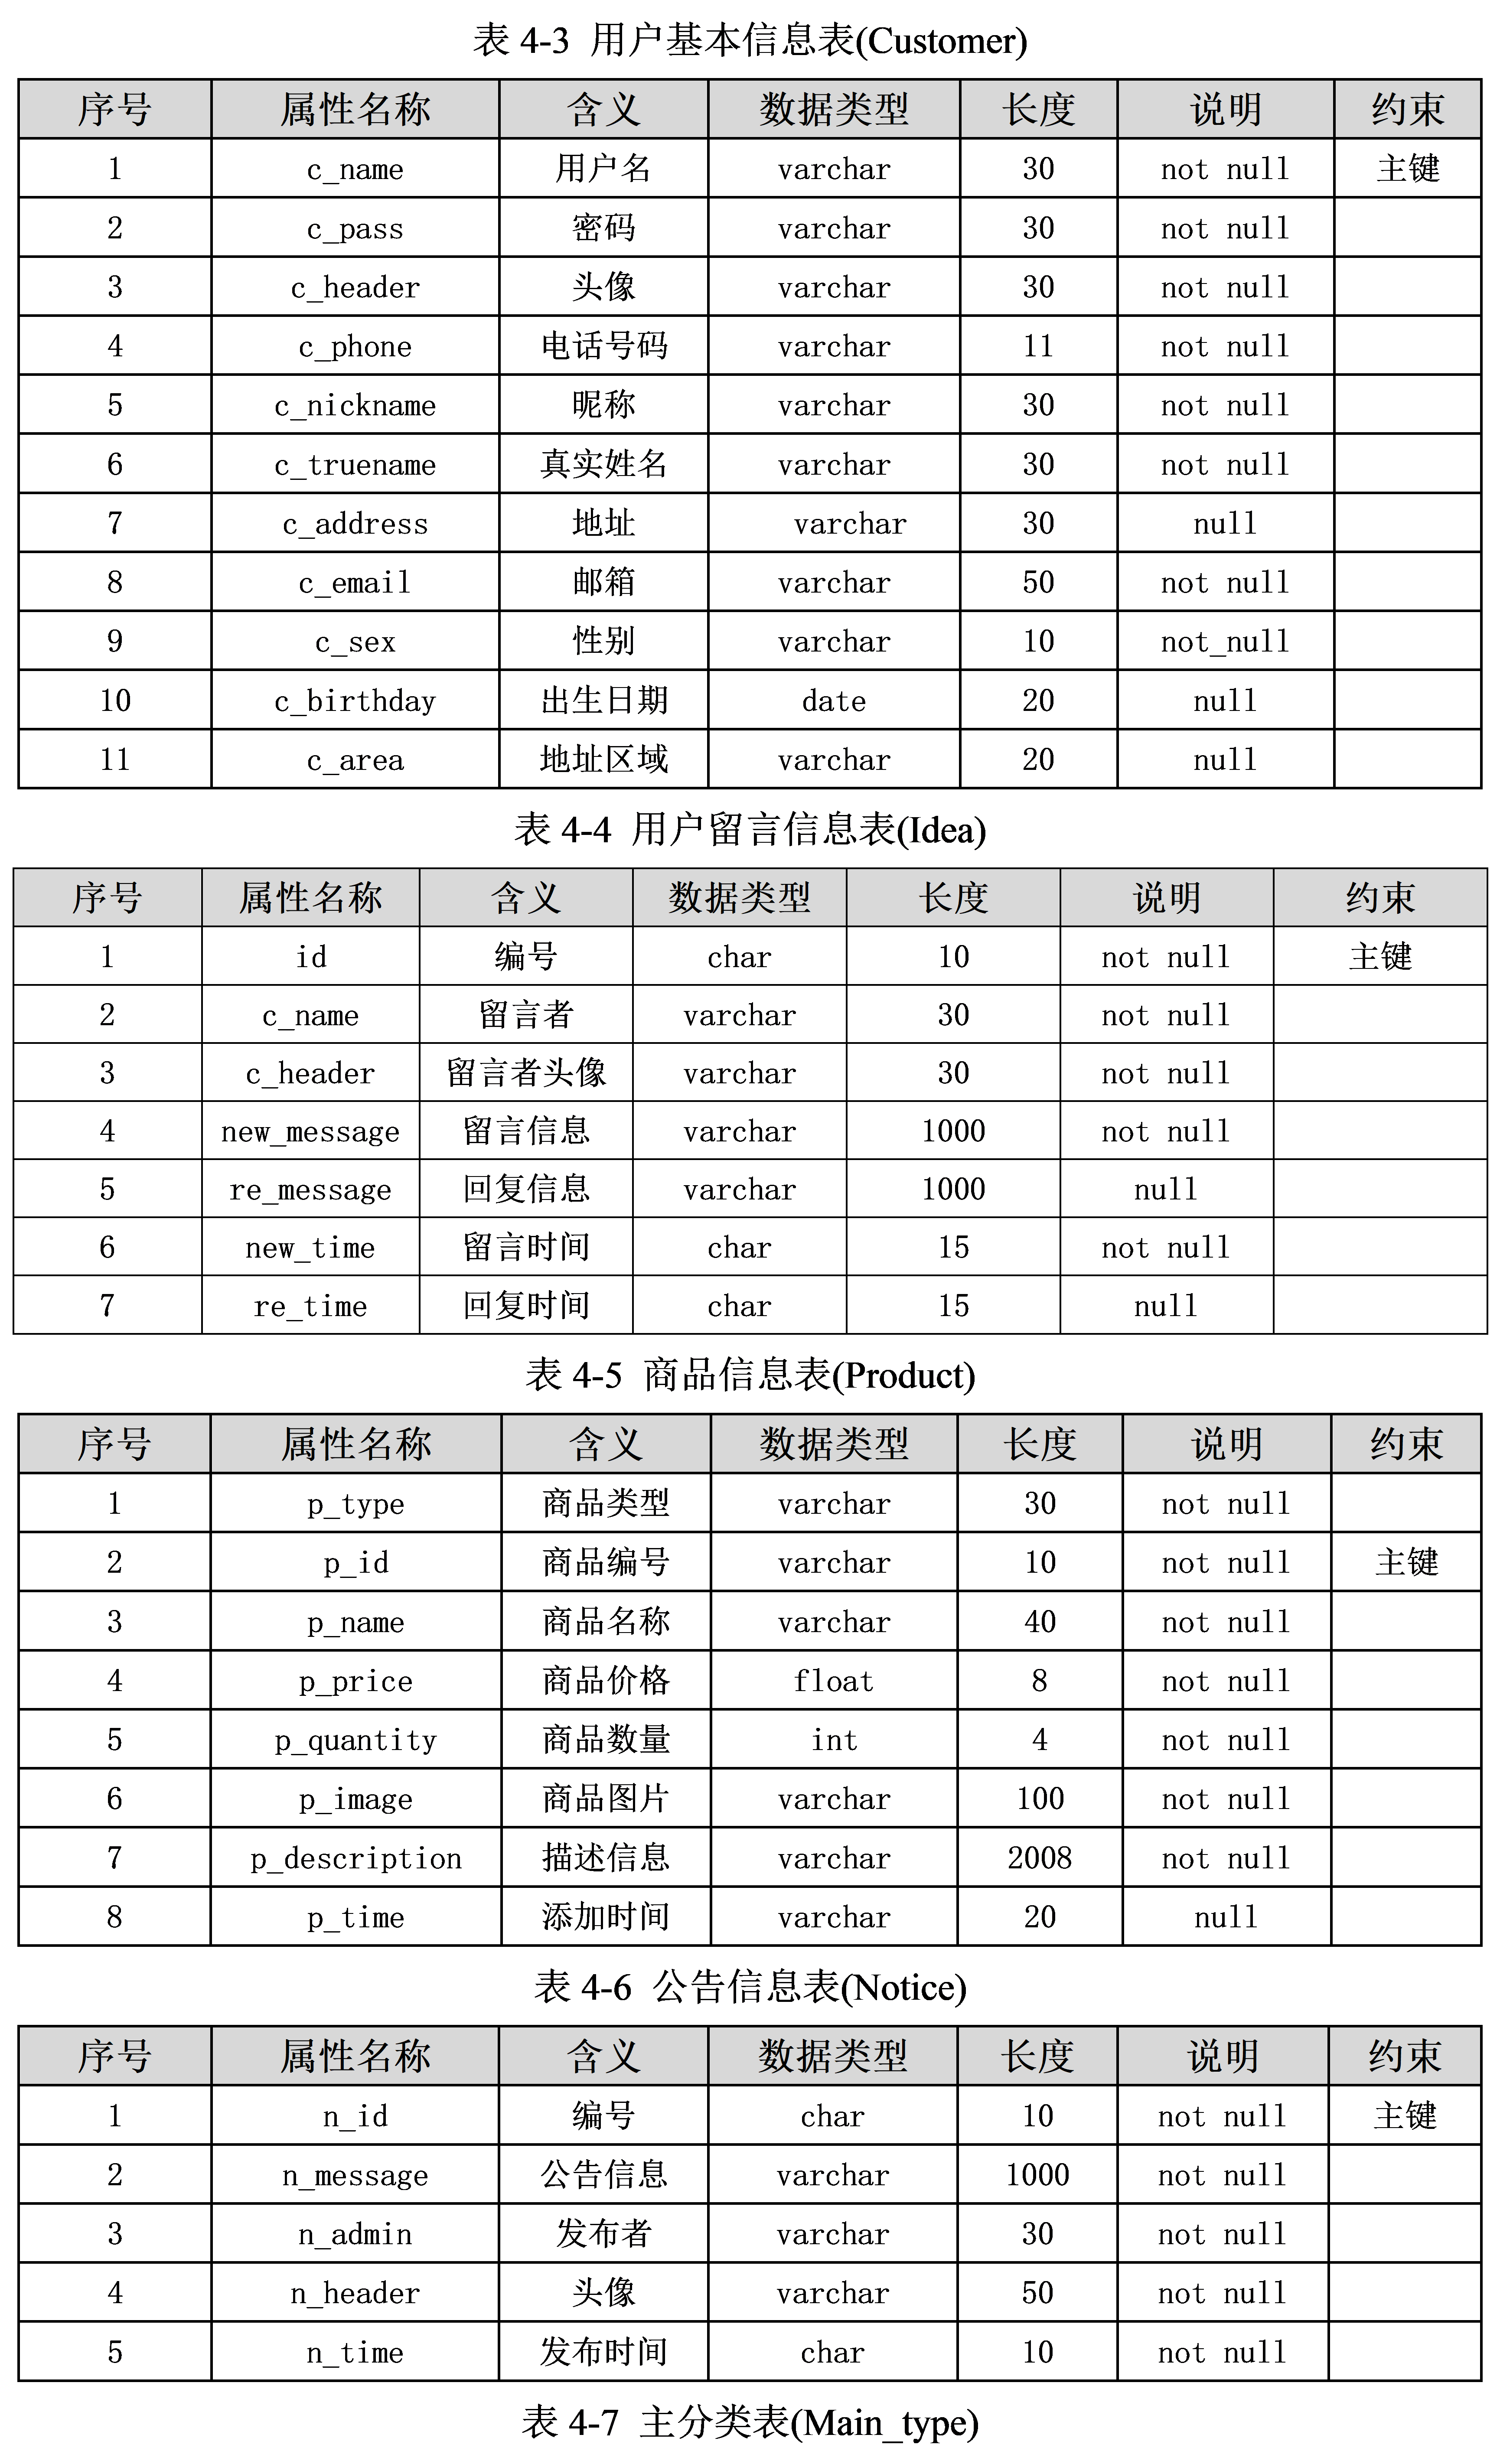 表 4-3 用户基本信息表(Customer)
序号 属性名称 含义 数据类型 长度 说明 约束
1 c_name 用户名 varchar 30 not null 主键
2 c_pass 密码 varchar 30 not null
3 c_header 头像 varchar 30 not null
4 c_phone 电话号码 varchar 11 not null
5 c_nickname 昵称 varchar 30 not null
6 c_truename 真实姓名 varchar 30 not null
7 c_address 地址 varchar 30 null
8 c_email 邮箱 varchar 50 not null
9 c_sex 性别 varchar 10 not_null
10 c_birthday 出生日期 date 20 null
11 c_area 地址区域 varchar 20 null
表 4-4 用户留言信息表(Idea)
序号 属性名称 含义 数据类型 长度 说明 约束
1 id 编号 char 10 not null 主键
2 c_name 留言者 varchar 30 not null
3 c_header 留言者头像 varchar 30 not null
4 new_message 留言信息 varchar 1000 not null
5 re_message 回复信息 varchar 1000 null
6 new_time 留言时间 char 15 not null
7 re_time 回复时间 char 15 null
表 4-5 商品信息表(Product)
序号 属性名称 含义 数据类型 长度 说明 约束
1 p_type 商品类型 varchar 30 not null
2 p_id 商品编号 varchar 10 not null 主键
3 p_name 商品名称 varchar 40 not null
4 p_price 商品价格 float 8 not null
5 p_quantity 商品数量 int 4 not null
6 p_image 商品图片 varchar 100 not null
7 p_description 描述信息 varchar 2008 not null
8 p_time 添加时间 varchar 20 null
表 4-6 公告信息表(Notice)
序号 属性名称 含义 数据类型 长度 说明 约束
1 n_id 编号 char 10 not null 主键
2 n_message 公告信息 varchar 1000 not null
3 n_admin 发布者 varchar 30 not null
4 n_header 头像 varchar 50 not null
5 n_time 发布时间 char 10 not null
表 4-7 主分类表(Main_type)